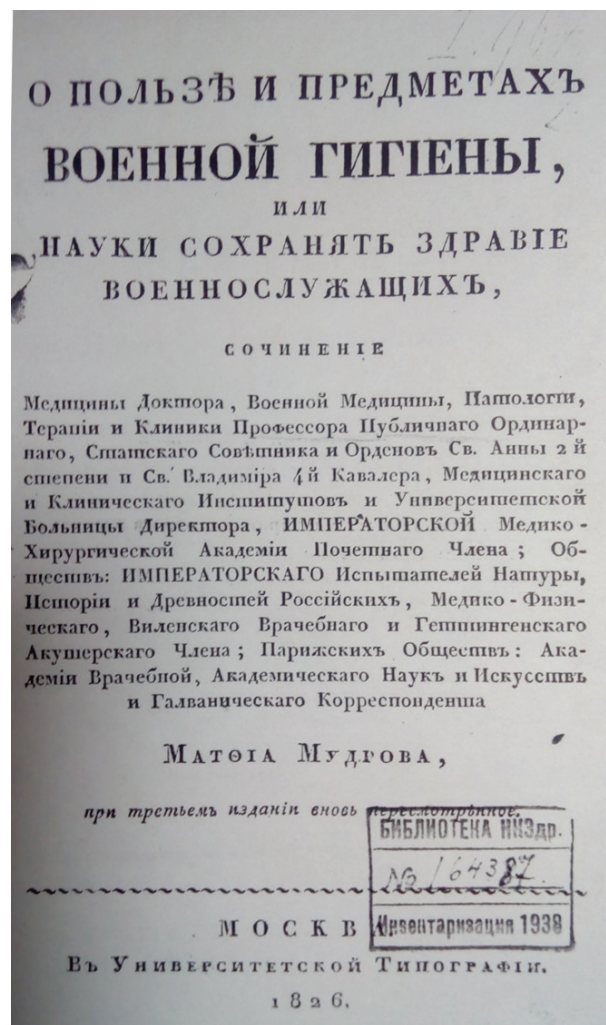 О ПОЛЬЗѢ И ПРЕДМЕТАХЪ
ВОЕННОЙ ГИГІЕНЫ,
ИЛИ
НАУКИ СОХРАНЯТЬ ЗДРАВІЕ
ВОЕННОСЛУЖАЩИХЪ,
СОЧИНЕНІЕ
Медицины Доктора, Военной Медицины, Патологіи,
Терапіи и Клиники Профессора Публичнаго Ординар-
наго, Статскаго Совѣтника и Орденовъ Св. Анны 2 й
степени и Св. Владиміра 4 й Кавалера, Медицинскаго
и Клиническаго Институтовъ и Университетской
Больницы Директора, ИМПЕРАТОРСКОЙ Медико-
Хирургической Академіи Почетнаго Члена; Об-
ществъ: ИМПЕРАТОРСКАГО Испытателей Натуры,
Исторіи и Древностей Россійскихъ, Медико-Физи-
ческаго, Виленскаго Врачебнаго и Геттингенскаго
Акушерскаго Члена; Парижскихъ Обществъ: Ака-
деміи Врачебной, Академическаго Наукъ и Искусствъ
и Галваническаго Корреспондента
МАТѲІА МУДРОВА,
при третьемъ изданіи вновь пересмотрѣнное.
БИБЛИОТЕКА НКЗдр.
№ 164387
Инвентаризация 1938
МОСКВА.
ВЪ УНИВЕРСИТЕТСКОЙ ТИПОГРАФІИ.
1826.